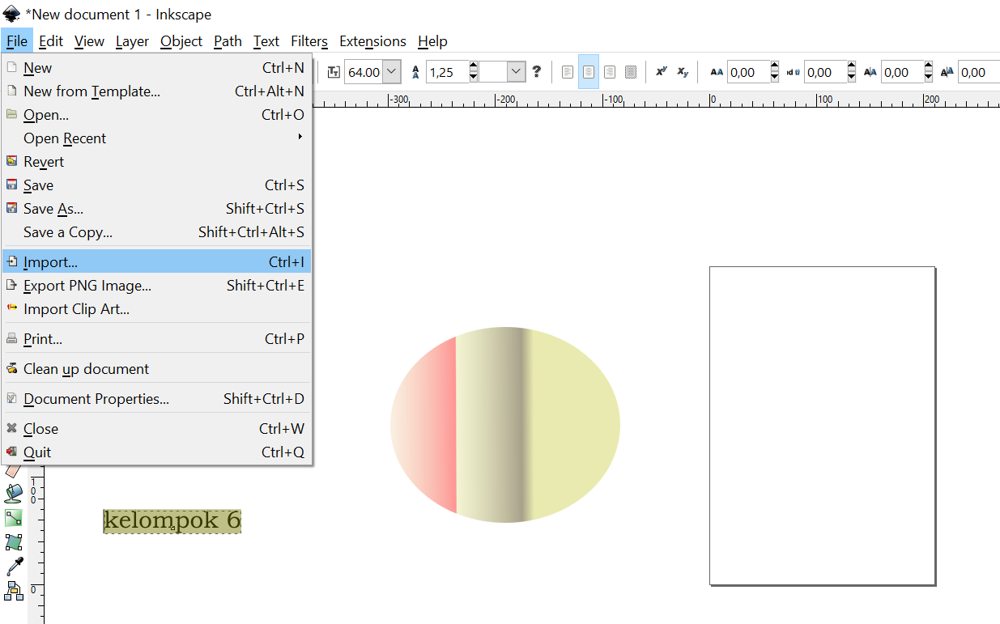 *New document 1 - Inkscape
File Edit View Layer Object Path Text Filters Extensions Help
64.00 1,25 ? 0,00 0,00 0,00 0,00
-300 -200 -100 0 100 200
New Ctrl+N
New from Template... Ctrl+Alt+N
Open... Ctrl+O
Open Recent
Revert
Save Ctrl+S
Save As... Shift+Ctrl+S
Save a Copy... Shift+Ctrl+Alt+S
Import... Ctrl+I
Export PNG Image... Shift+Ctrl+E
Import Clip Art...
Print... Ctrl+P
Clean up document
Document Properties... Shift+Ctrl+D
Close Ctrl+W
Quit Ctrl+Q
100
kelompok 6
0